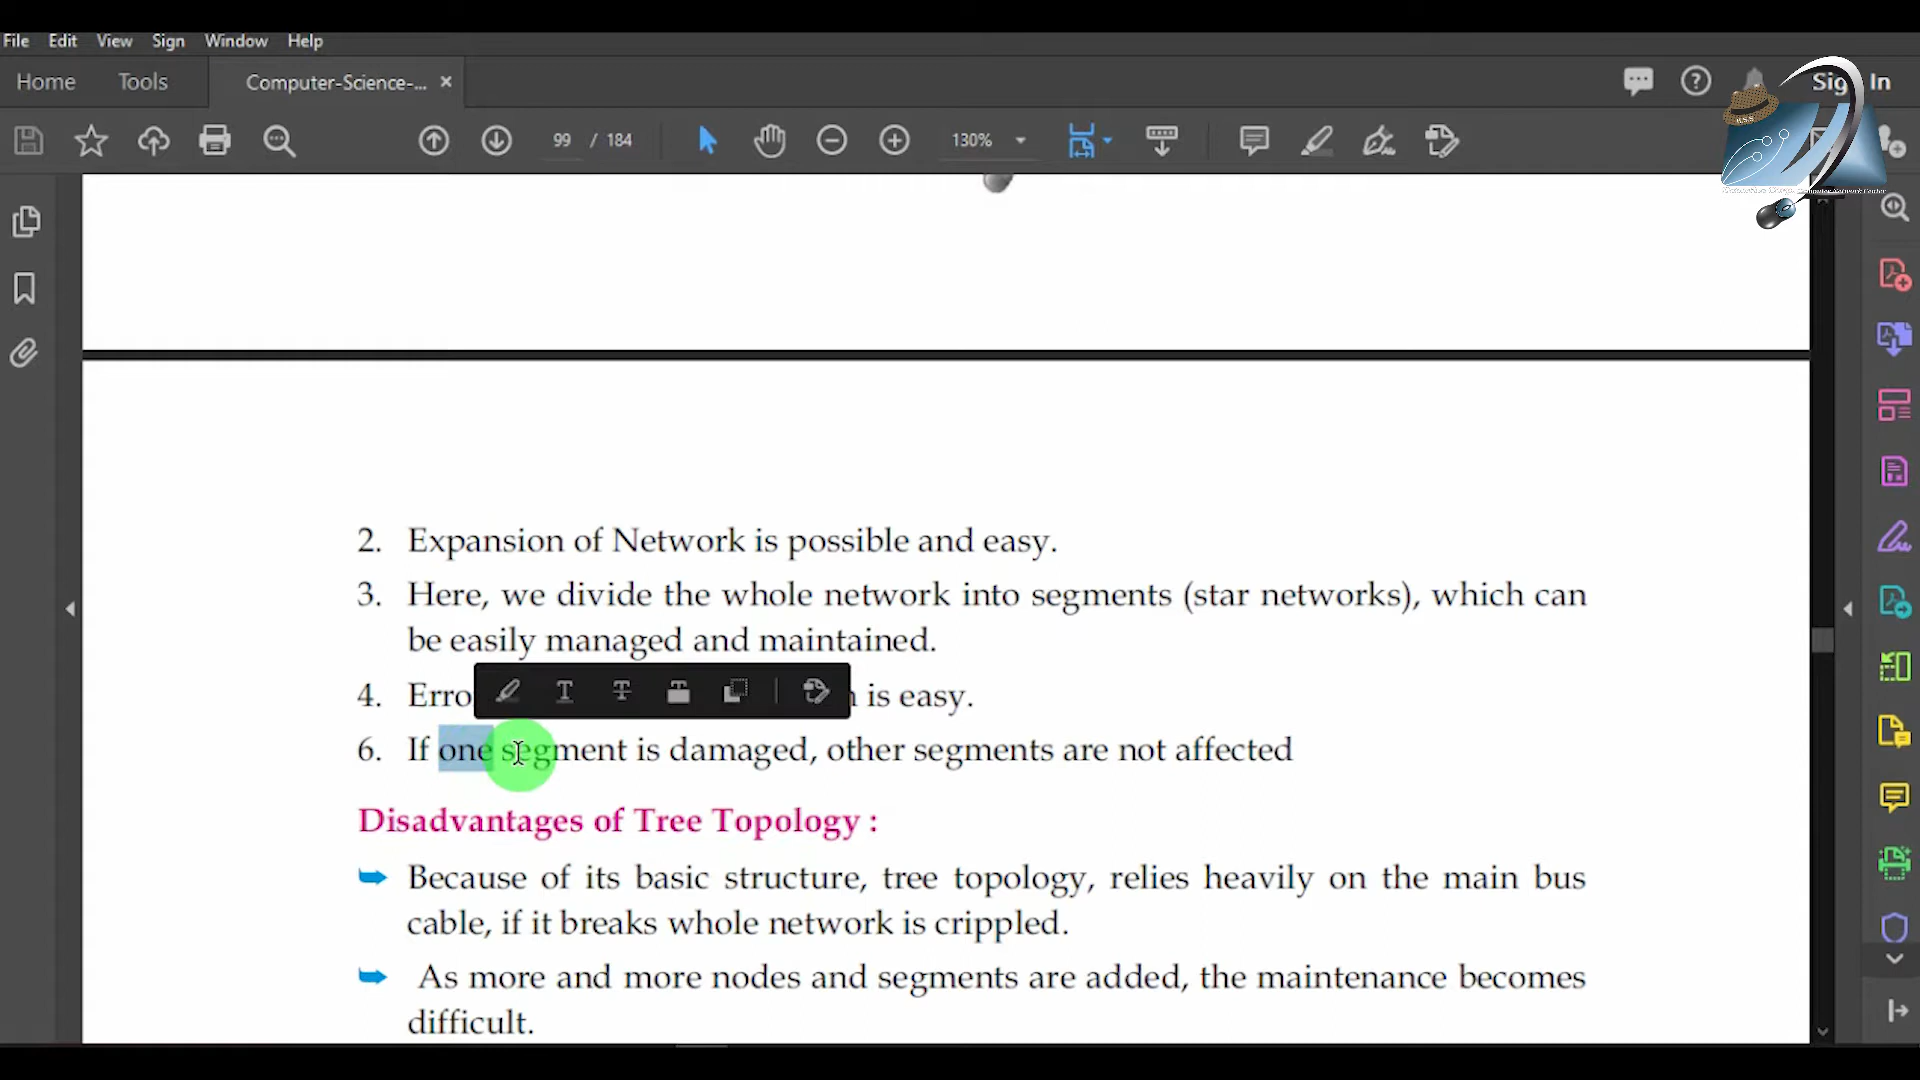 File Edit View Sign Window Help
Home Tools Computer-Science-... × Sign In
99 / 184 130%
2. Expansion of Network is possible and easy.
3. Here, we divide the whole network into segments (star networks), which can
be easily managed and maintained.
4. Erro is easy.
6. If one segment is damaged, other segments are not affected
Disadvantages of Tree Topology :
Because of its basic structure, tree topology, relies heavily on the main bus
cable, if it breaks whole network is crippled.
As more and more nodes and segments are added, the maintenance becomes
difficult.